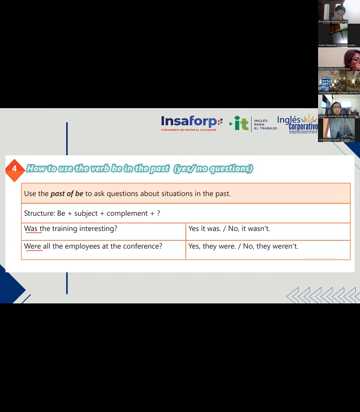 Insaforp
it
INGLÉS
PARA
EL TRABAJO
Inglés
Corporativo
4 How to use the verb be in the past (yes/no questions)
Use the past of be to ask questions about situations in the past.
Structure: Be + subject + complement + ?
Was the training interesting? Yes it was. / No, it wasn't.
Were all the employees at the conference? Yes, they were. / No, they weren't.